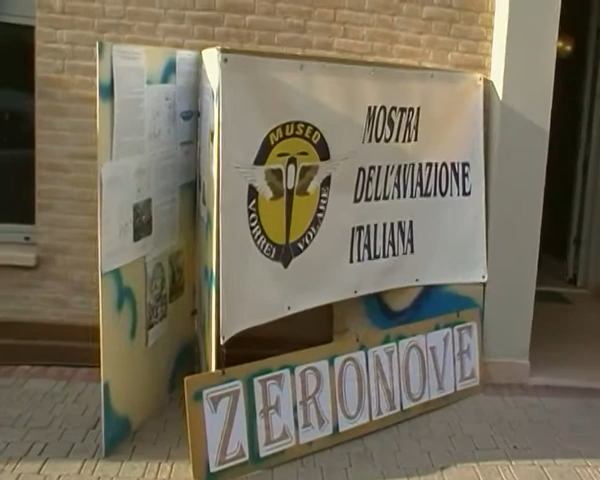 MUSEO
VORREI VOLARE
MOSTRA
DELL'AVIAZIONE
ITALIANA
ZERONOVE